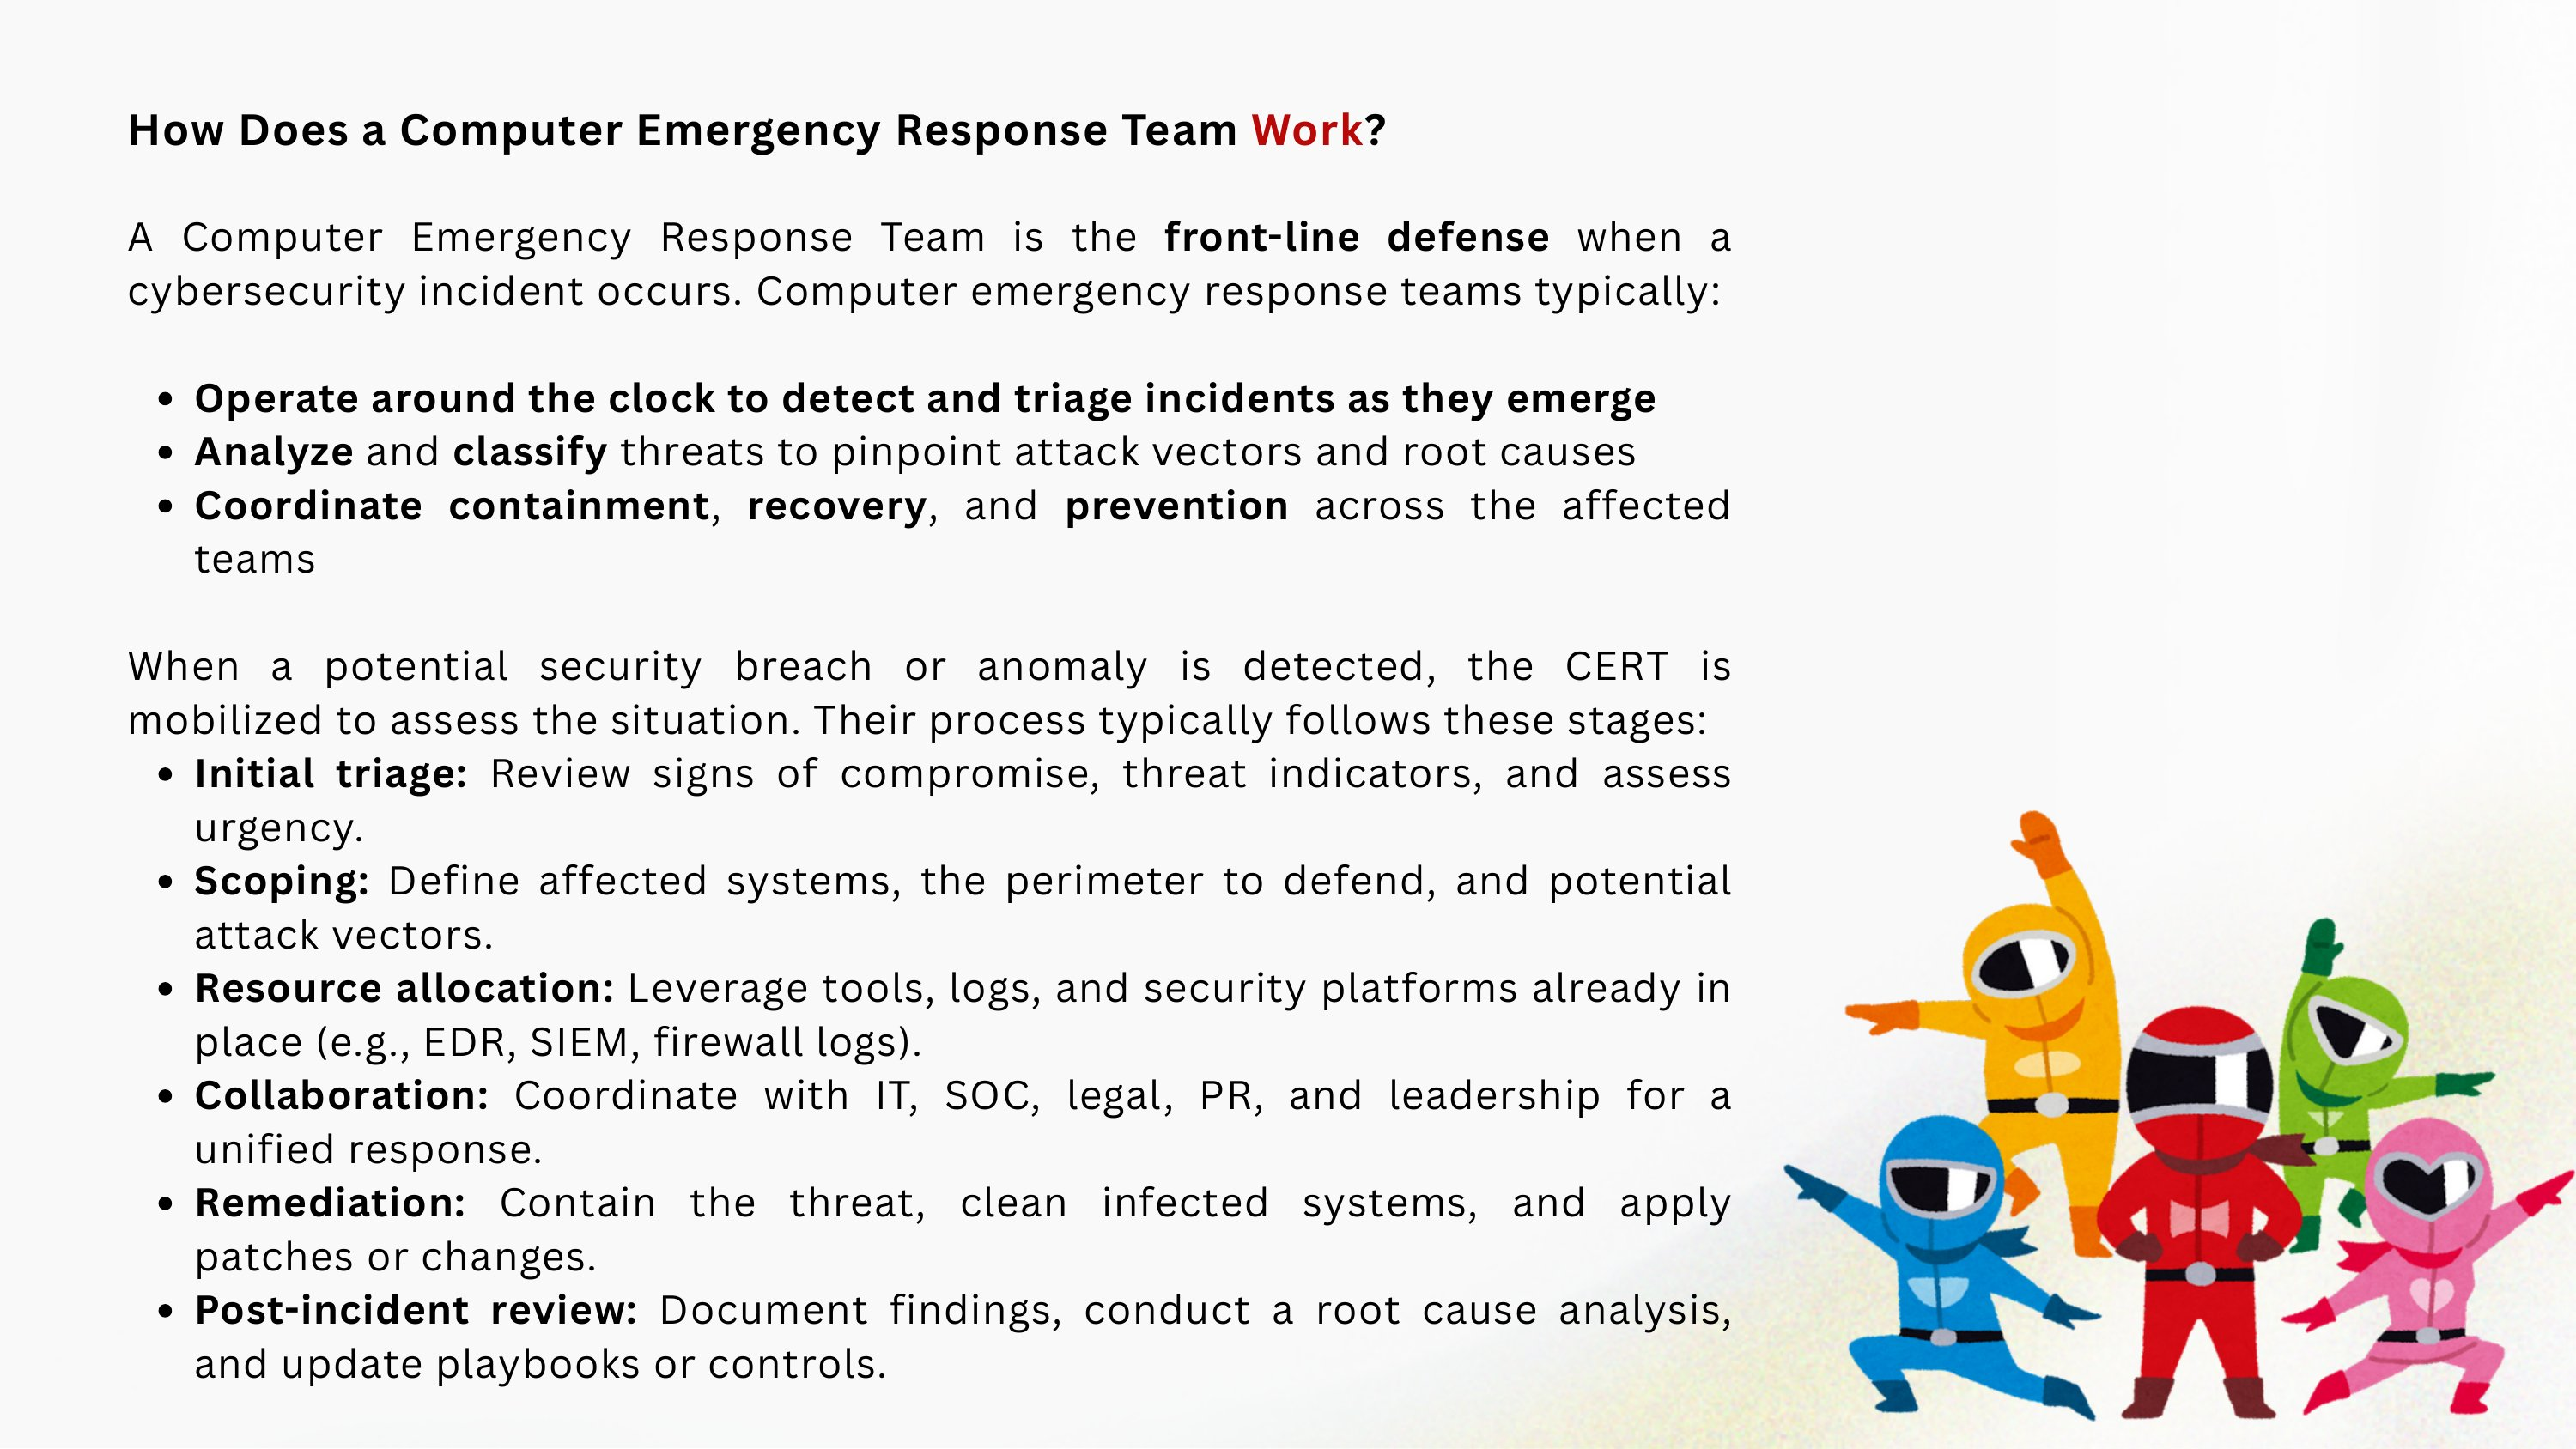 How Does a Computer Emergency Response Team Work?
A Computer Emergency Response Team is the front-line defense when a
cybersecurity incident occurs. Computer emergency response teams typically:
• Operate around the clock to detect and triage incidents as they emerge
• Analyze and classify threats to pinpoint attack vectors and root causes
• Coordinate containment, recovery, and prevention across the affected
teams
When a potential security breach or anomaly is detected, the CERT is
mobilized to assess the situation. Their process typically follows these stages:
• Initial triage: Review signs of compromise, threat indicators, and assess
urgency.
• Scoping: Define affected systems, the perimeter to defend, and potential
attack vectors.
• Resource allocation: Leverage tools, logs, and security platforms already in
place (e.g., EDR, SIEM, firewall logs).
• Collaboration: Coordinate with IT, SOC, legal, PR, and leadership for a
unified response.
• Remediation: Contain the threat, clean infected systems, and apply
patches or changes.
• Post-incident review: Document findings, conduct a root cause analysis,
and update playbooks or controls.